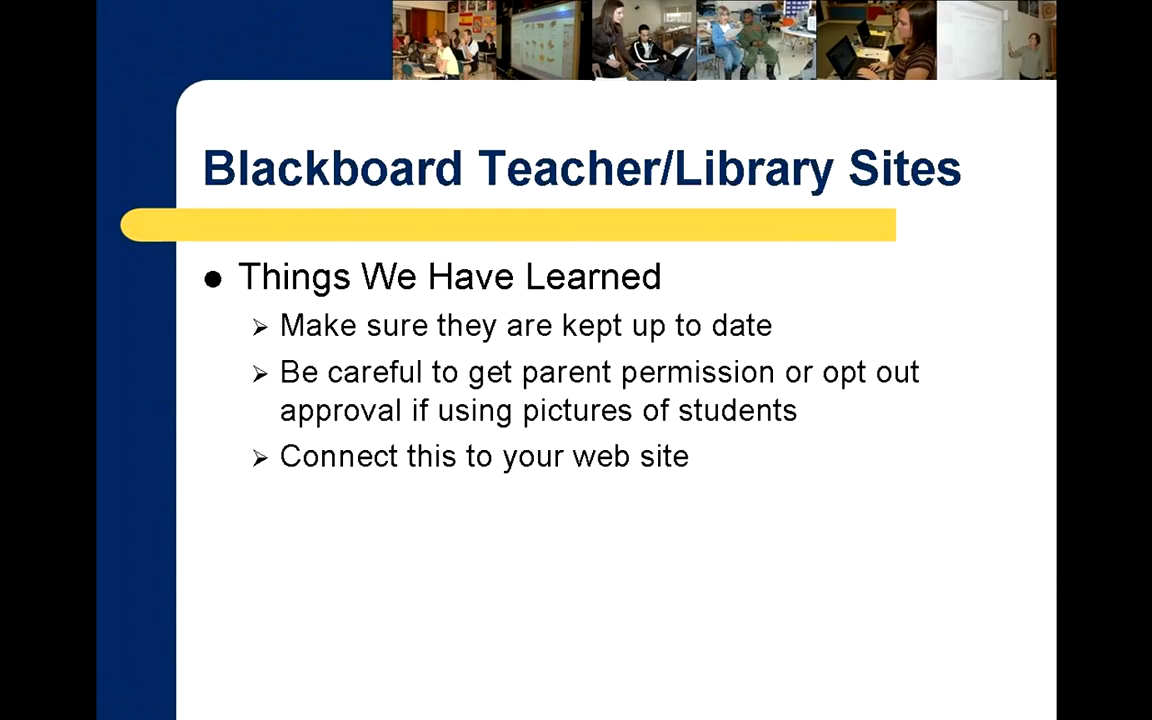 Blackboard Teacher/Library Sites
Things We Have Learned
Make sure they are kept up to date
Be careful to get parent permission or opt out
approval if using pictures of students
Connect this to your web site